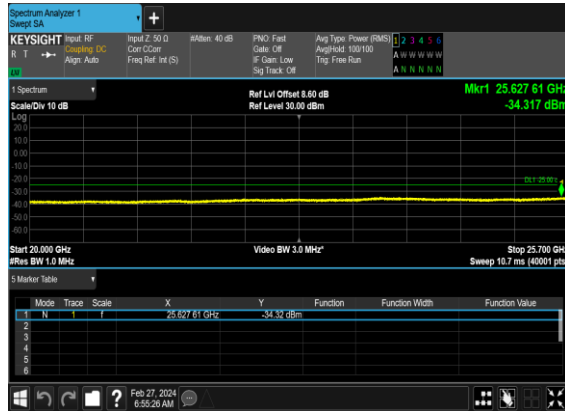 Spectrum Analyzer 1
Swept SA
+
KEYSIGHT Input: RF Input Z: 50 Ω #Atten: 40 dB PNO: Fast Avg Type: Power (RMS) 1 2 3 4 5 6
R T Coupling: DC Corr CCorr Gate: Off Avg|Hold: 100/100 A W W W W W
Align: Auto Freq Ref: Int (S) IF Gain: Low Trig: Free Run
Sig Track: Off A N N N N N
1 Spectrum Ref Lvl Offset 8.60 dB Mkr1 25.627 61 GHz
Scale/Div 10 dB Ref Level 30.00 dBm -34.317 dBm
Log
20.0
10.0
0.00
-10.0
-20.0
DL1 -25.00
-30.0
-40.0
-50.0
-60.0
Start 20.000 GHz Video BW 3.0 MHz* Stop 25.700 GH
#Res BW 1.0 MHz Sweep 10.7 ms (40001 pts
5 Marker Table
Mode Trace Scale X Y Function Function Width Function Value
1 N 1 f 25.627 61 GHz -34.32 dBm
2
3
4
5
6
? Feb 27, 2024
6:55:26 AM